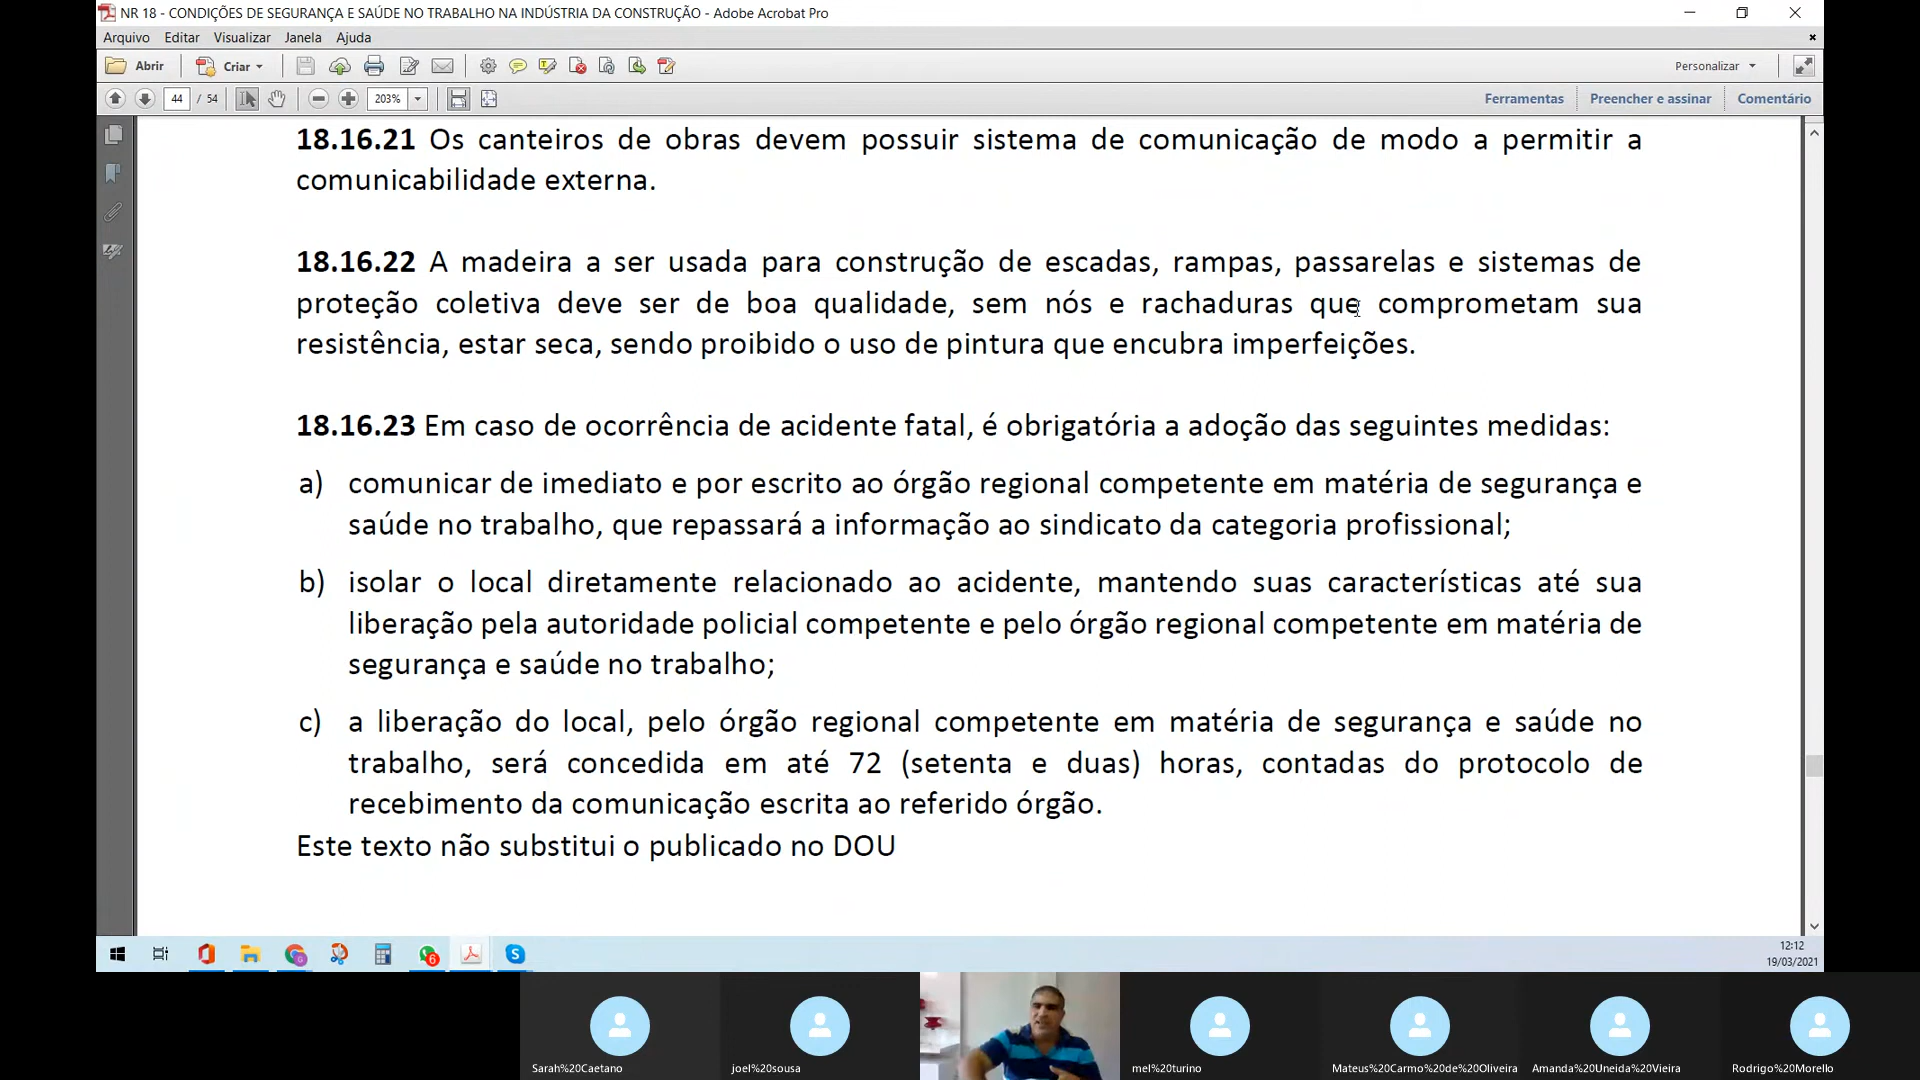 NR 18 - CONDIÇÕES DE SEGURANÇA E SAÚDE NO TRABALHO NA INDÚSTRIA DA CONSTRUÇÃO - Adobe Acrobat Pro
Arquivo Editar Visualizar Janela Ajuda
Abrir Criar Personalizar
44 / 54 203% Ferramentas Preencher e assinar Comentário
18.16.21 Os canteiros de obras devem possuir sistema de comunicação de modo a permitir a
comunicabilidade externa.
18.16.22 A madeira a ser usada para construção de escadas, rampas, passarelas e sistemas de
proteção coletiva deve ser de boa qualidade, sem nós e rachaduras que comprometam sua
resistência, estar seca, sendo proibido o uso de pintura que encubra imperfeições.
18.16.23 Em caso de ocorrência de acidente fatal, é obrigatória a adoção das seguintes medidas:
a) comunicar de imediato e por escrito ao órgão regional competente em matéria de segurança e
saúde no trabalho, que repassará a informação ao sindicato da categoria profissional;
b) isolar o local diretamente relacionado ao acidente, mantendo suas características até sua
liberação pela autoridade policial competente e pelo órgão regional competente em matéria de
segurança e saúde no trabalho;
c) a liberação do local, pelo órgão regional competente em matéria de segurança e saúde no
trabalho, será concedida em até 72 (setenta e duas) horas, contadas do protocolo de
recebimento da comunicação escrita ao referido órgão.
Este texto não substitui o publicado no DOU
6
12:12
19/03/2021
Sarah%20Caetano joel%20sousa mel%20turino Mateus%20Carmo%20de%20Oliveira Amanda%20Uneida%20Vieira Rodrigo%20Morello